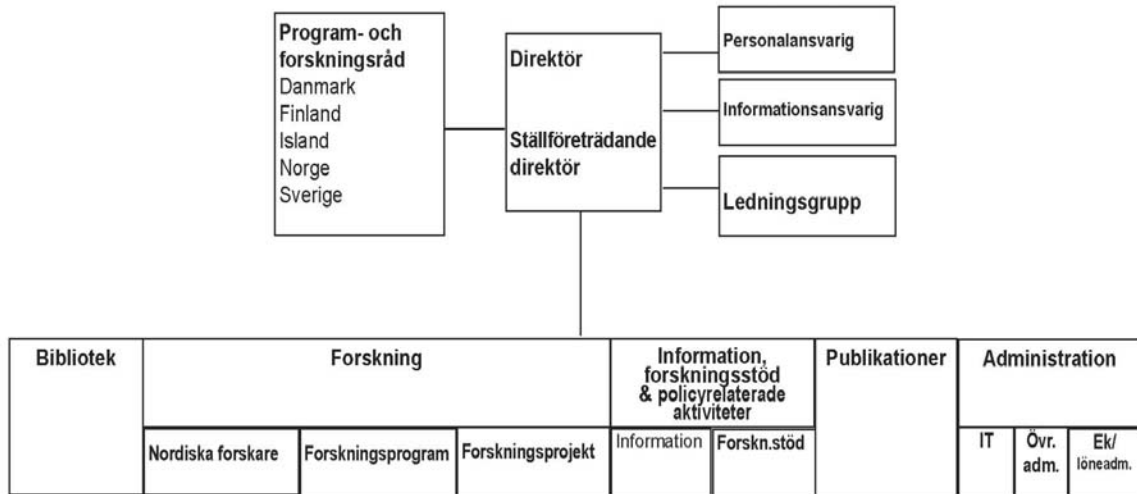 Program- och
forskningsråd
Danmark
Finland
Island
Norge
Sverige
Direktör
Ställföreträdande
direktör
Personalansvarig
Informationsansvarig
Ledningsgrupp
Bibliotek
Forskning
Information,
forskningsstöd
& policyrelaterade
aktiviteter
Publikationer
Administration
Nordiska forskare
Forskningsprogram
Forskningsprojekt
Information
Forskn.stöd
IT
Övr.
adm.
Ek/
löneadm.